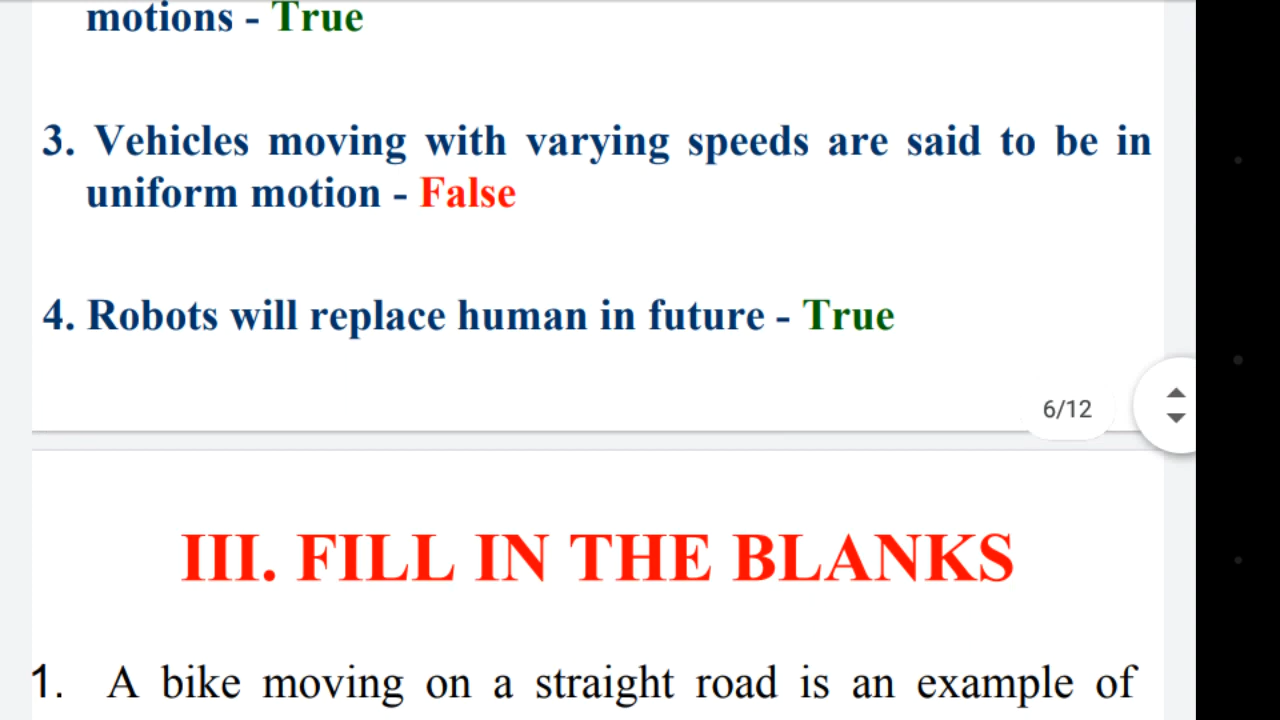 motions - True
3. Vehicles moving with varying speeds are said to be in
uniform motion - False
4. Robots will replace human in future - True
6/12
III. FILL IN THE BLANKS
1. A bike moving on a straight road is an example of